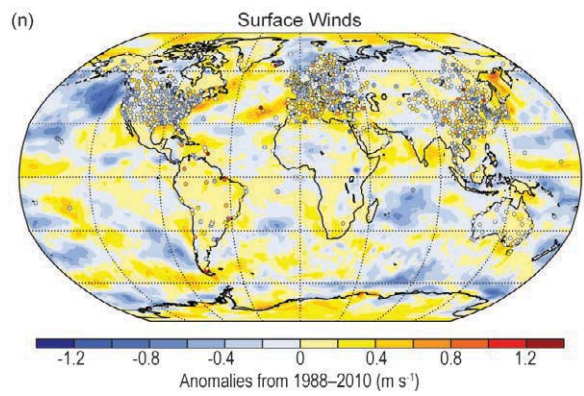 (n)
Surface Winds
-1.2 -0.8 -0.4 0 0.4 0.8 1.2
Anomalies from 1988–2010 (m s⁻¹)